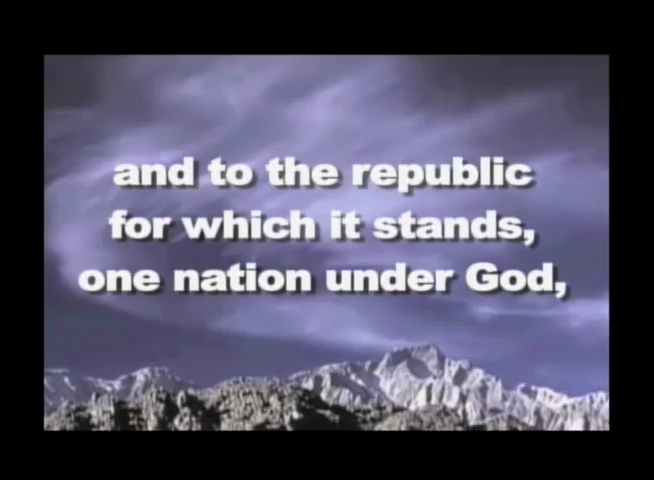 and to the republic
for which it stands,
one nation under God,